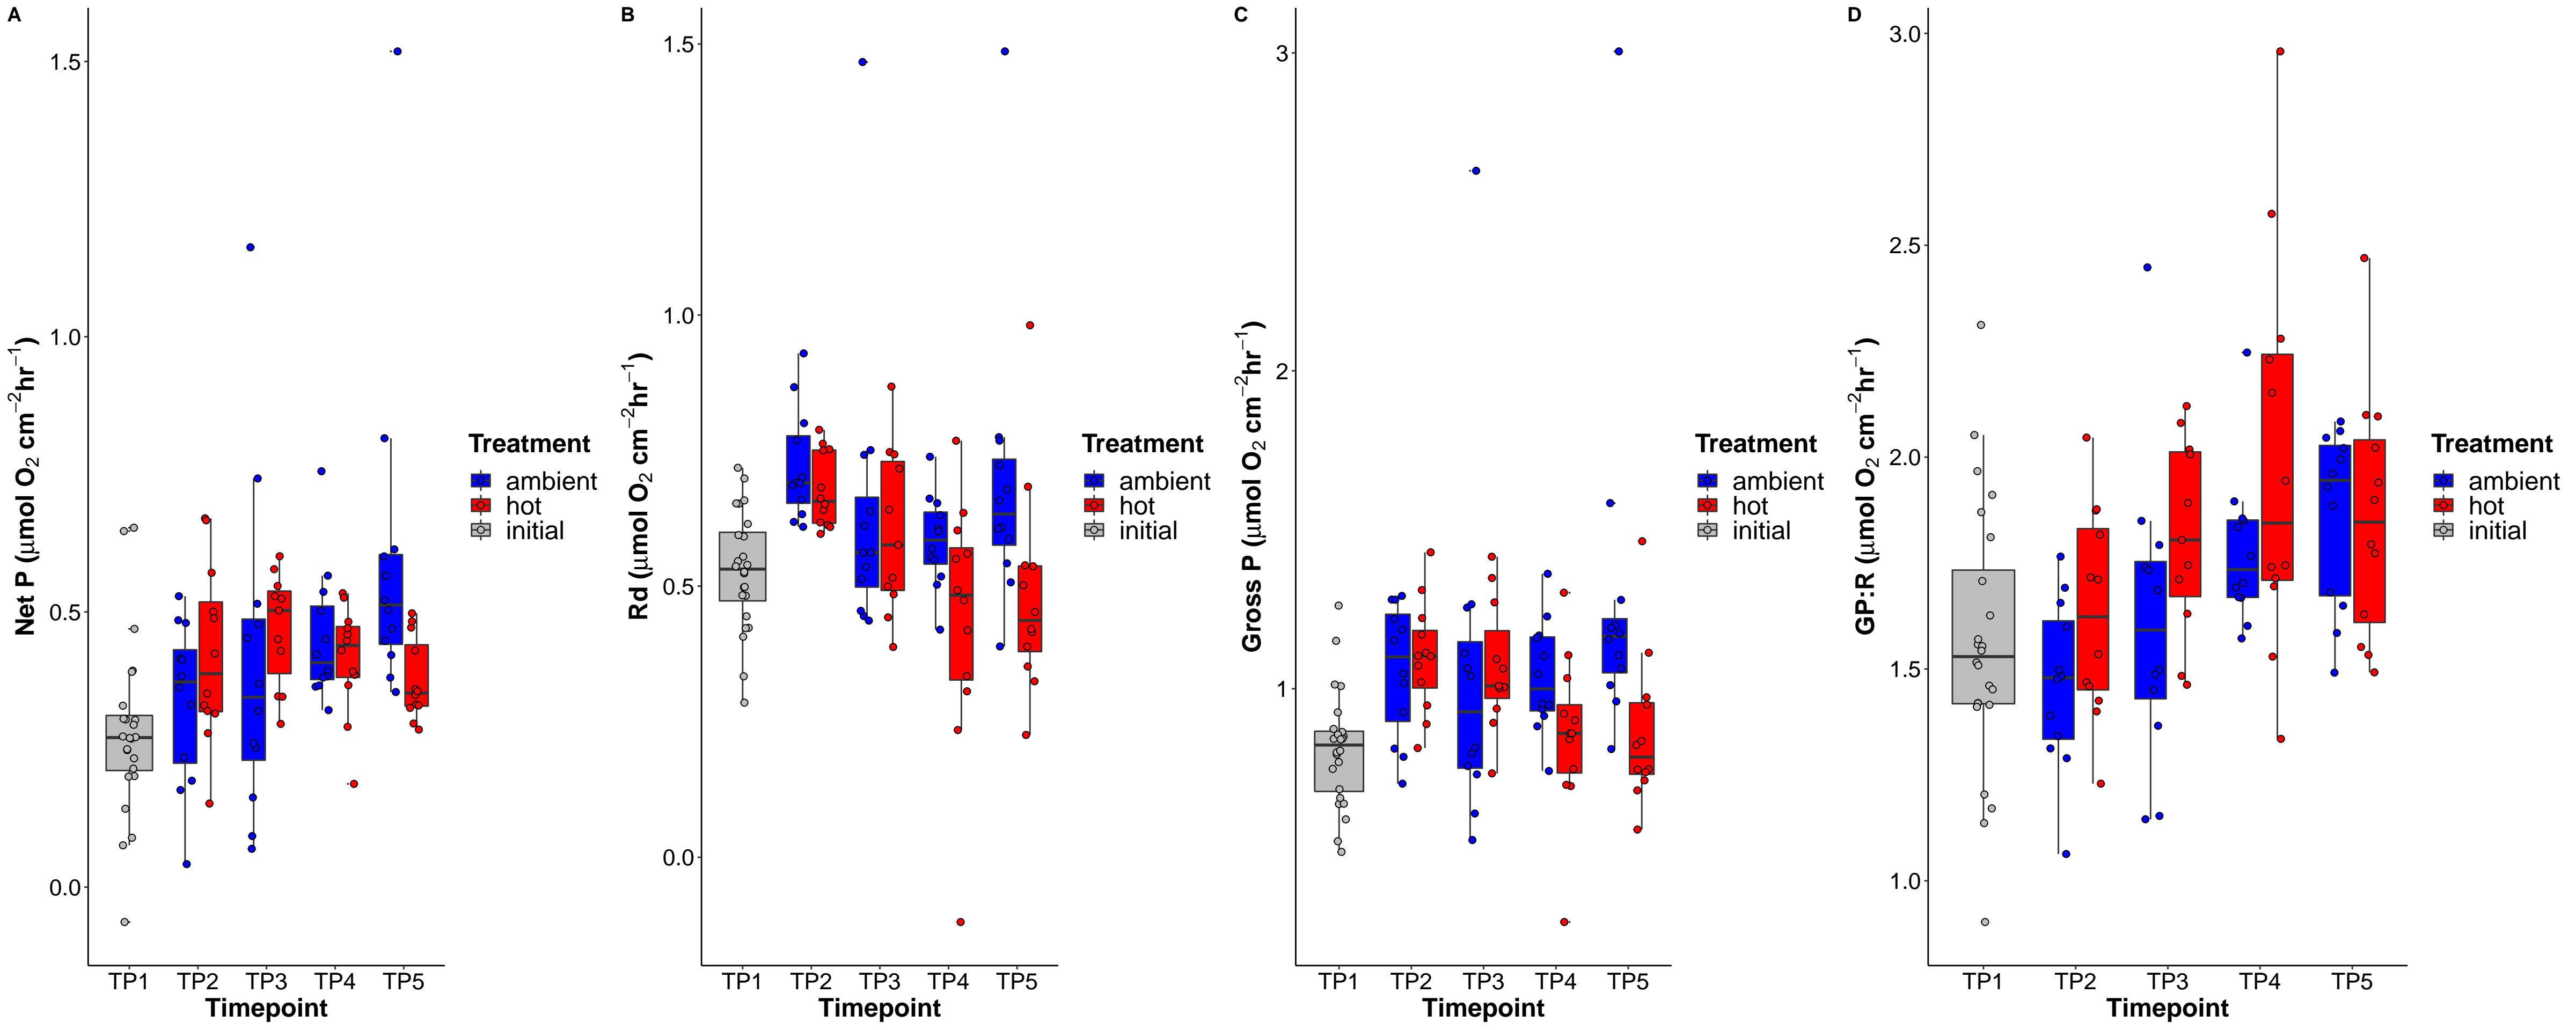 A
Net P (μmol O₂ cm⁻²hr⁻¹)
1.5
1.0
0.5
0.0
TP1 TP2 TP3 TP4 TP5
Timepoint
Treatment
ambient
hot
initial
B
Rd (μmol O₂ cm⁻²hr⁻¹)
1.5
1.0
0.5
0.0
TP1 TP2 TP3 TP4 TP5
Timepoint
Treatment
ambient
hot
initial
C
Gross P (μmol O₂ cm⁻²hr⁻¹)
3
2
1
TP1 TP2 TP3 TP4 TP5
Timepoint
Treatment
ambient
hot
initial
D
GP:R (μmol O₂ cm⁻²hr⁻¹)
3.0
2.5
2.0
1.5
1.0
TP1 TP2 TP3 TP4 TP5
Timepoint
Treatment
ambient
hot
initial